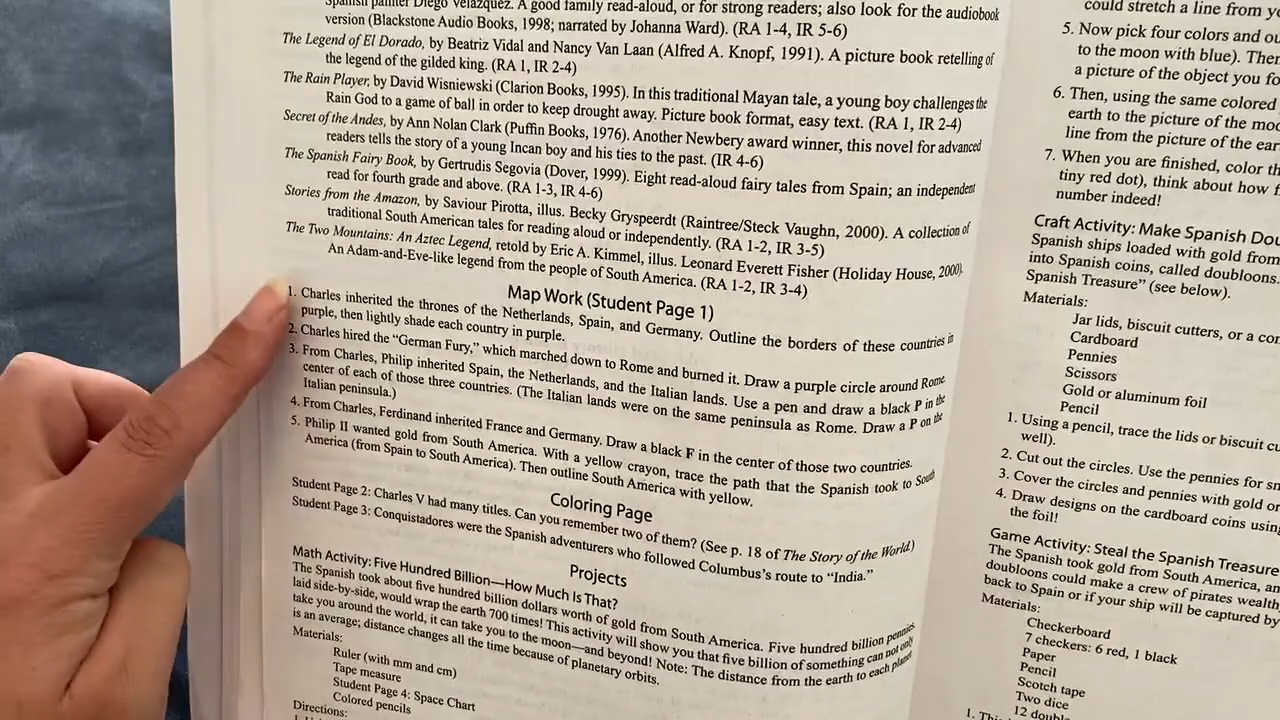 Spanish painter Diego Velázquez. A good family read-aloud, or for strong readers; also look for the audiobook
version (Blackstone Audio Books, 1998; narrated by Johanna Ward). (RA 1-4, IR 5-6)
The Legend of El Dorado, by Beatriz Vidal and Nancy Van Laan (Alfred A. Knopf, 1991). A picture book retelling of
the legend of the gilded king. (RA 1, IR 2-4)
The Rain Player, by David Wisniewski (Clarion Books, 1995). In this traditional Mayan tale, a young boy challenges the
Rain God to a game of ball in order to keep drought away. Picture book format, easy text. (RA 1, IR 2-4)
Secret of the Andes, by Ann Nolan Clark (Puffin Books, 1976). Another Newbery award winner, this novel for advanced
readers tells the story of a young Incan boy and his ties to the past. (IR 4-6)
The Spanish Fairy Book, by Gertrudis Segovia (Dover, 1999). Eight read-aloud fairy tales from Spain; an independent
read for fourth grade and above. (RA 1-3, IR 4-6)
Stories from the Amazon, by Saviour Pirotta, illus. Becky Gryspeerdt (Raintree/Steck Vaughn, 2000). A collection of
traditional South American tales for reading aloud or independently. (RA 1-2, IR 3-5)
The Two Mountains: An Aztec Legend, retold by Eric A. Kimmel, illus. Leonard Everett Fisher (Holiday House, 2000).
An Adam-and-Eve-like legend from the people of South America. (RA 1-2, IR 3-4)
Map Work (Student Page 1)
1. Charles inherited the thrones of the Netherlands, Spain, and Germany. Outline the borders of these countries in
purple, then lightly shade each country in purple.
2. Charles hired the “German Fury,” which marched down to Rome and burned it. Draw a purple circle around Rome.
3. From Charles, Philip inherited Spain, the Netherlands, and the Italian lands. Use a pen and draw a black P in the
center of each of those three countries. (The Italian lands were on the same peninsula as Rome. Draw a P on the
Italian peninsula.)
4. From Charles, Ferdinand inherited France and Germany. Draw a black F in the center of those two countries.
5. Philip II wanted gold from South America. With a yellow crayon, trace the path that the Spanish took to South
America (from Spain to South America). Then outline South America with yellow.
Coloring Page
Student Page 2: Charles V had many titles. Can you remember two of them? (See p. 18 of The Story of the World.)
Student Page 3: Conquistadores were the Spanish adventurers who followed Columbus’s route to “India.”
Projects
Math Activity: Five Hundred Billion—How Much Is That?
The Spanish took about five hundred billion dollars worth of gold from South America. Five hundred billion pennies,
laid side-by-side, would wrap the earth 700 times! This activity will show you that five billion of something can not only
take you around the world, it can take you to the moon—and beyond! Note: The distance from the earth to each planet
is an average; distance changes all the time because of planetary orbits.
Materials:
Ruler (with mm and cm)
Tape measure
Student Page 4: Space Chart
Colored pencils
Directions:
could stretch a line from
5. Now pick four colors and
to the moon with blue).
a picture of the object you
6. Then, using the same colored
earth to the picture of the
line from the picture of the
7. When you are finished, color
tiny red dot), think about how
number indeed!
Craft Activity: Make Spanish
Spanish ships loaded with gold from
into Spanish coins, called doubloons.
Spanish Treasure” (see below).
Materials:
Jar lids, biscuit cutters, or a
Cardboard
Pennies
Scissors
Gold or aluminum foil
Pencil
1. Using a pencil, trace the lids or biscuit
well).
2. Cut out the circles. Use the pennies for
3. Cover the circles and pennies with gold or
4. Draw designs on the cardboard coins
the foil!
Game Activity: Steal the Spanish Treasure
The Spanish took gold from South America,
doubloons could make a crew of pirates
back to Spain or if your ship will be captured by
Materials:
Checkerboard
7 checkers: 6 red, 1 black
Paper
Pencil
Scotch tape
Two dice
12
1.